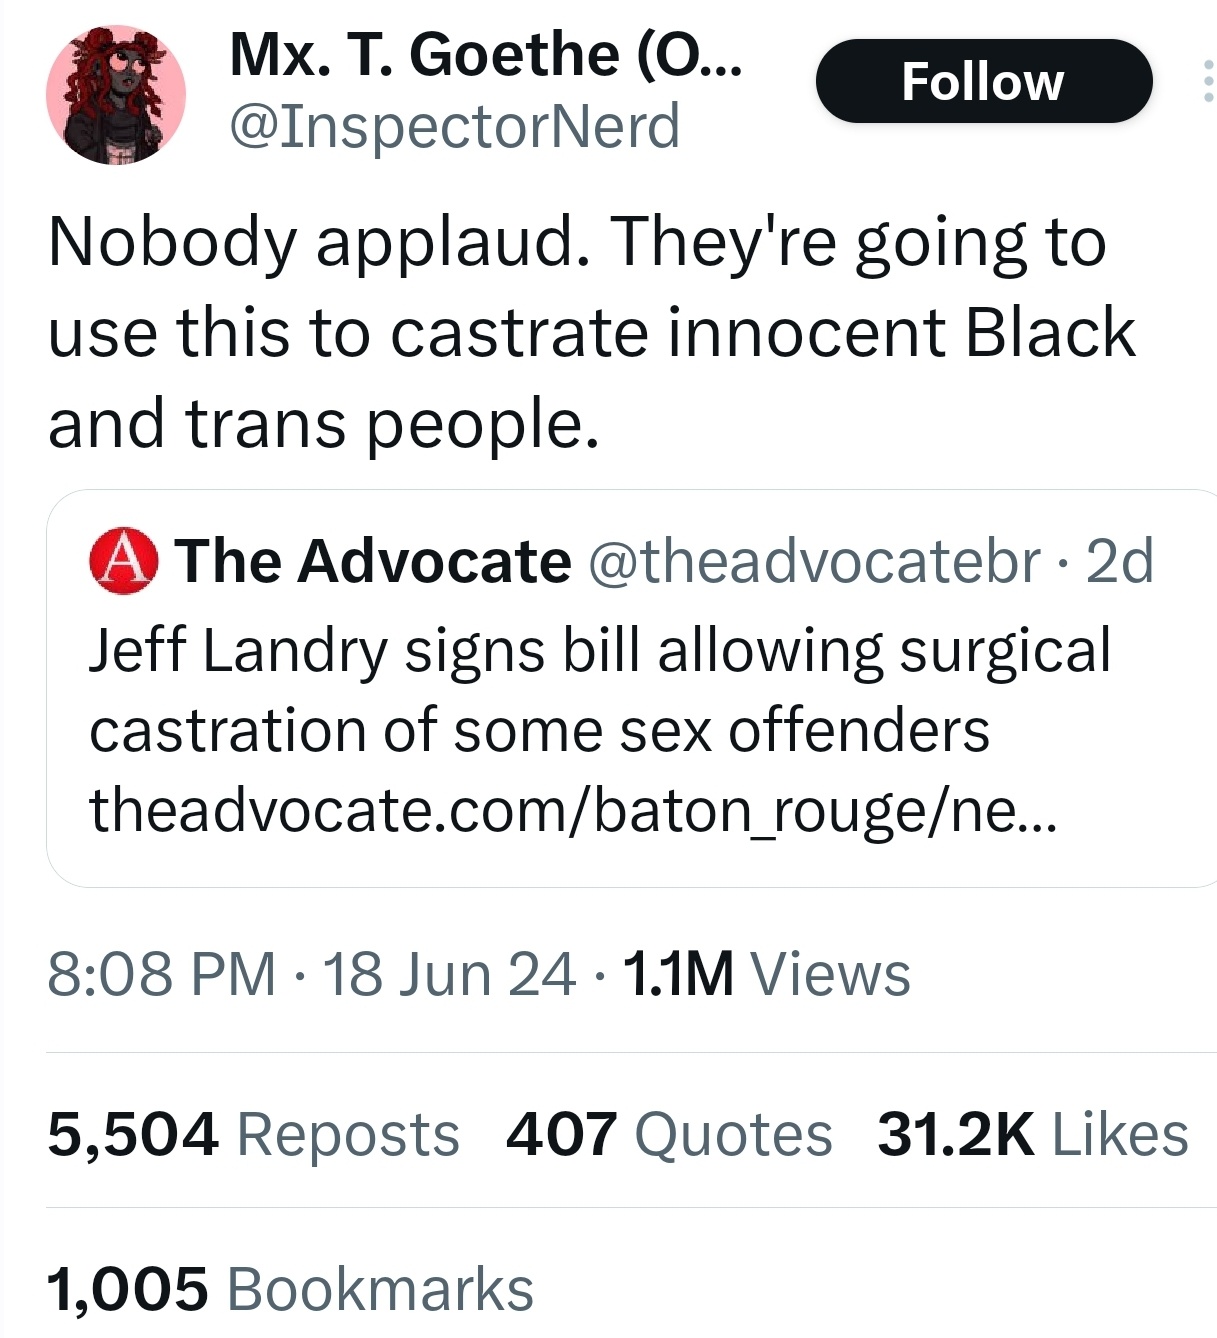 Mx. T. Goethe (O...
Follow
@InspectorNerd
Nobody applaud. They're going to
use this to castrate innocent Black
and trans people.
A The Advocate @theadvocatebr · 2d
Jeff Landry signs bill allowing surgical
castration of some sex offenders
theadvocate.com/baton_rouge/ne...
8:08 PM · 18 Jun 24 · 1.1M Views
5,504 Reposts 407 Quotes 31.2K Likes
1,005 Bookmarks